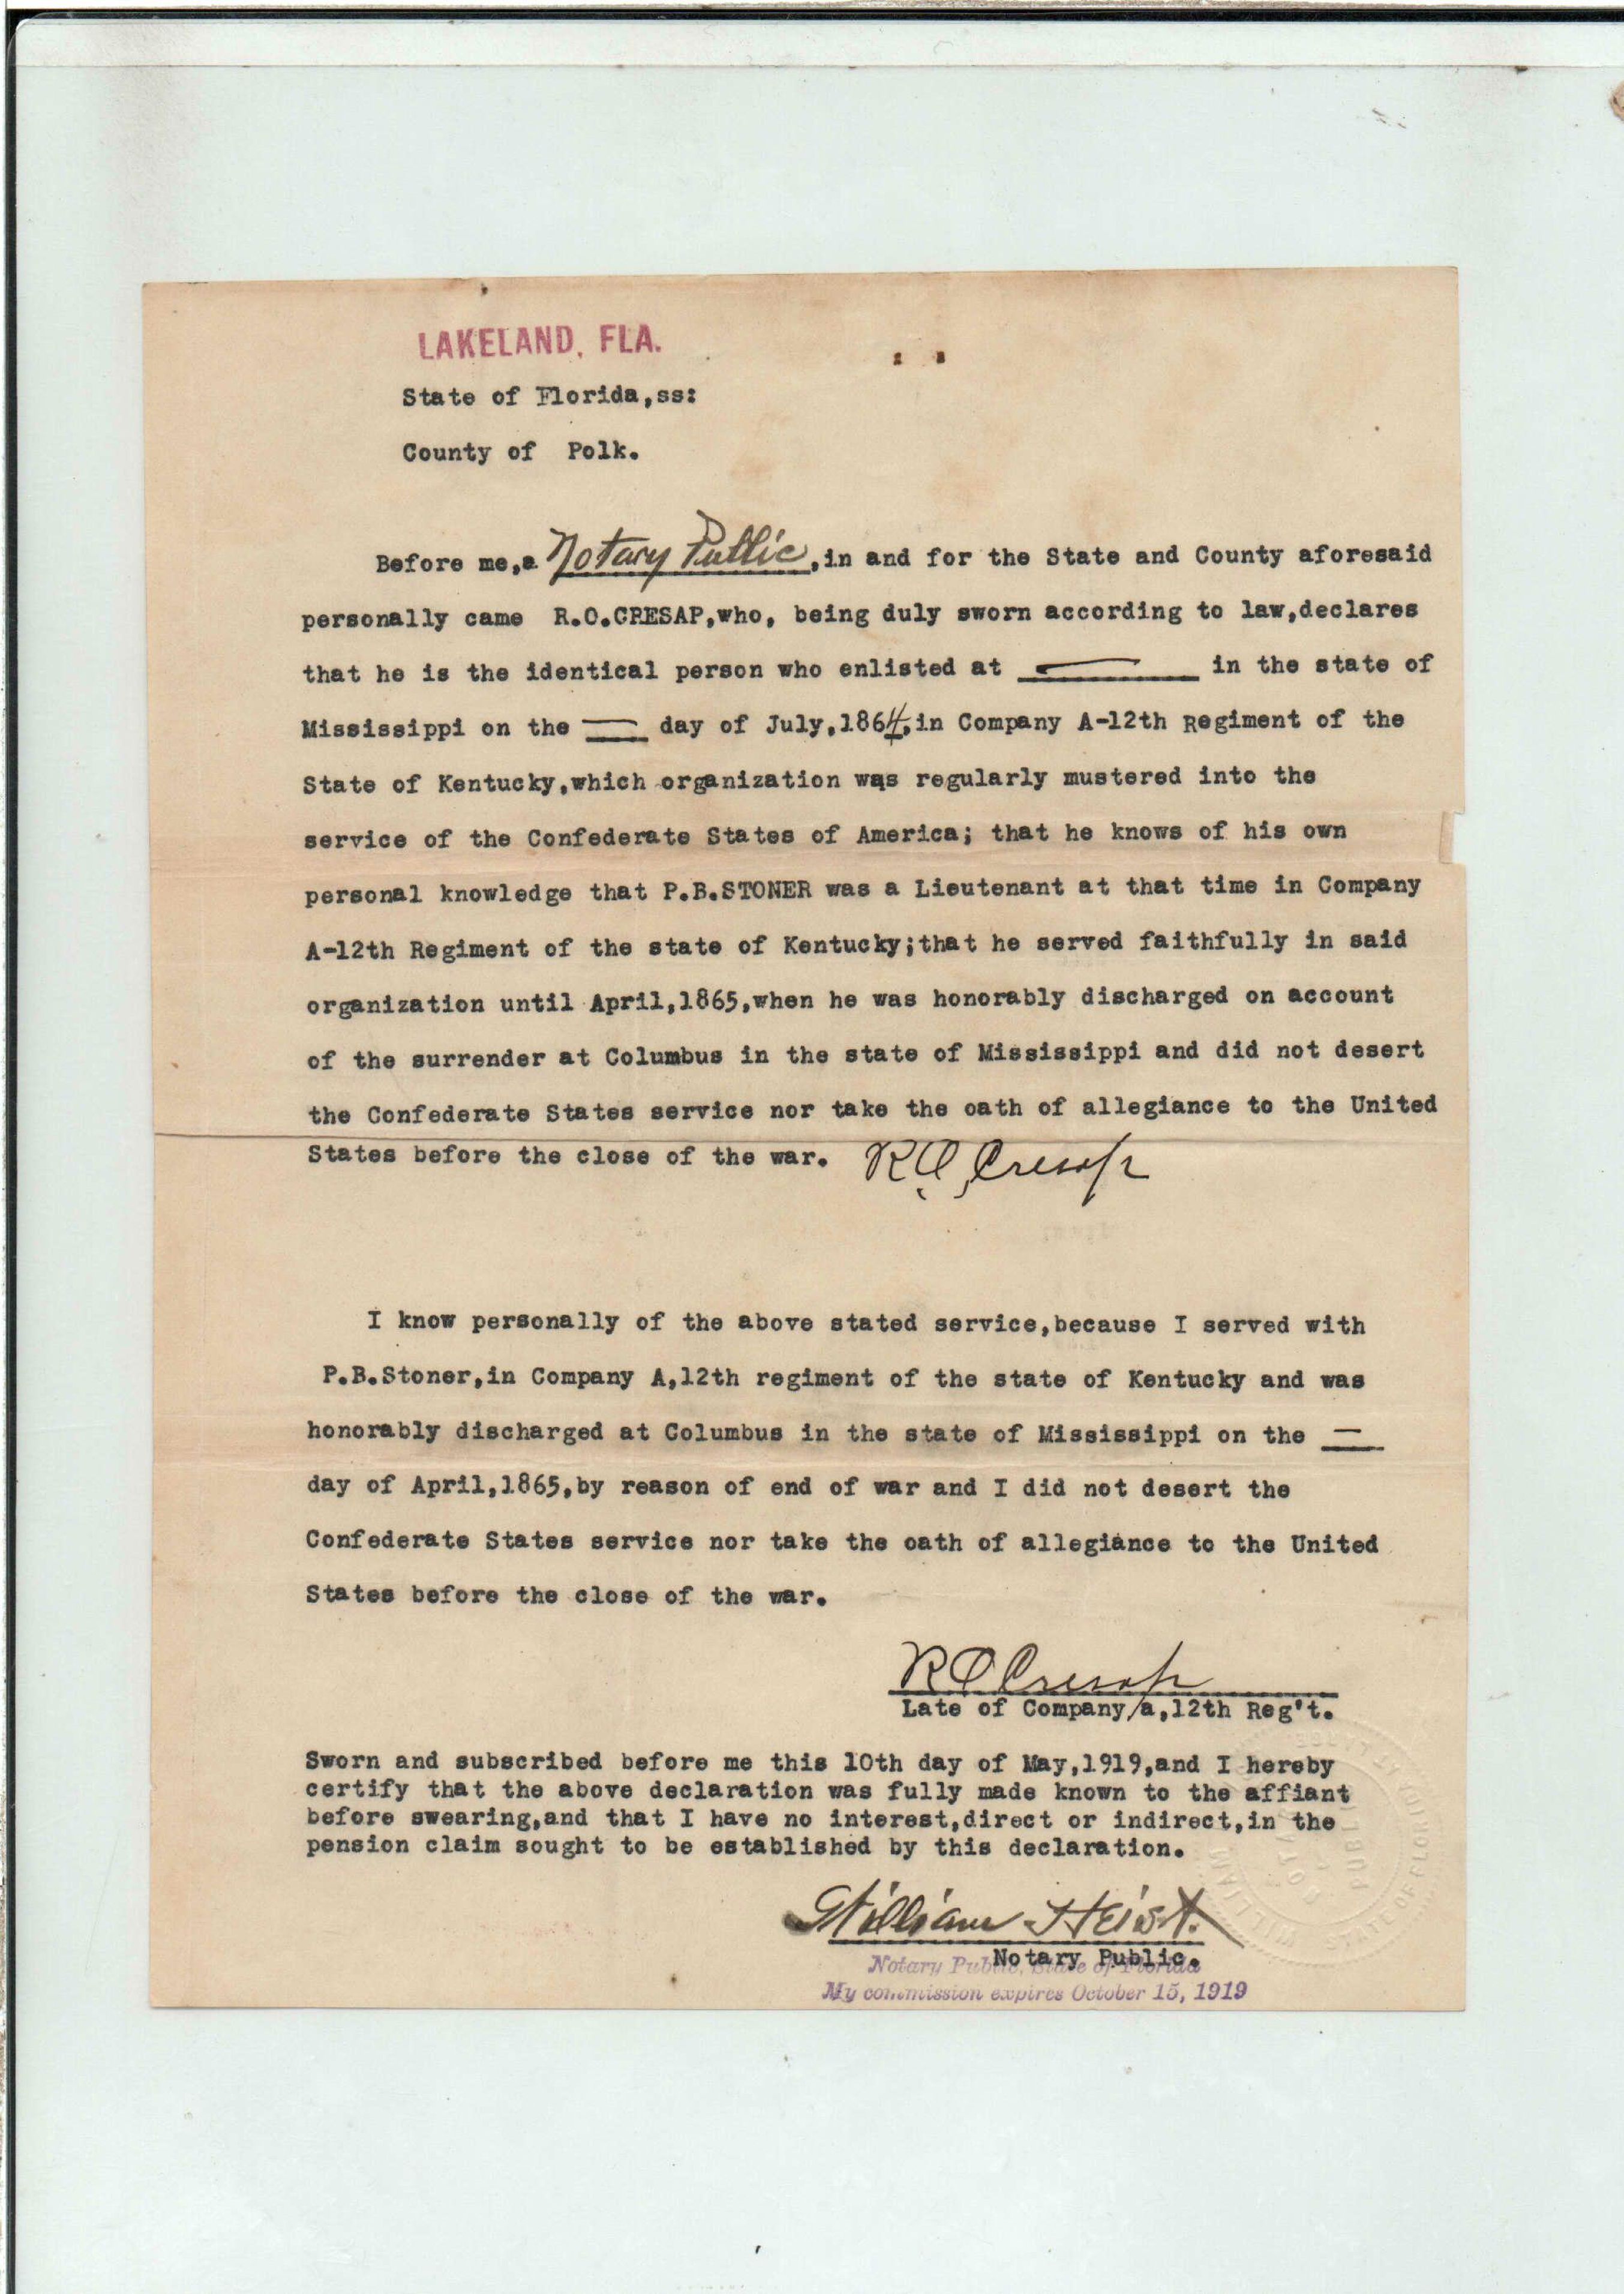 LAKELAND, FLA.
State of Florida,ss:
County of Polk.
Before me,a Notary Public,in and for the State and County aforesaid
personally came R.O.CRESAP,who, being duly sworn according to law,declares
that he is the identical person who enlisted at in the state of
Mississippi on the day of July,1864,in Company A-12th Regiment of the
State of Kentucky,which organization was regularly mustered into the
service of the Confederate States of America; that he knows of his own
personal knowledge that P.B.STONER was a Lieutenant at that time in Company
A-12th Regiment of the state of Kentucky;that he served faithfully in said
organization until April,1865,when he was honorably discharged on account
of the surrender at Columbus in the state of Mississippi and did not desert
the Confederate States service nor take the oath of allegiance to the United
States before the close of the war. R.O. Cresap
I know personally of the above stated service,because I served with
P.B.Stoner,in Company A,12th regiment of the state of Kentucky and was
honorably discharged at Columbus in the state of Mississippi on the
day of April,1865,by reason of end of war and I did not desert the
Confederate States service nor take the oath of allegiance to the United
States before the close of the war.
R O Cresap
Late of Company/a,12th Reg't.
Sworn and subscribed before me this 10th day of May,1919,and I hereby
certify that the above declaration was fully made known to the affiant
before swearing,and that I have no interest,direct or indirect,in the
pension claim sought to be established by this declaration.
William Heist.
Notary Public.
Notary Public, State of Florida
My commission expires October 15, 1919